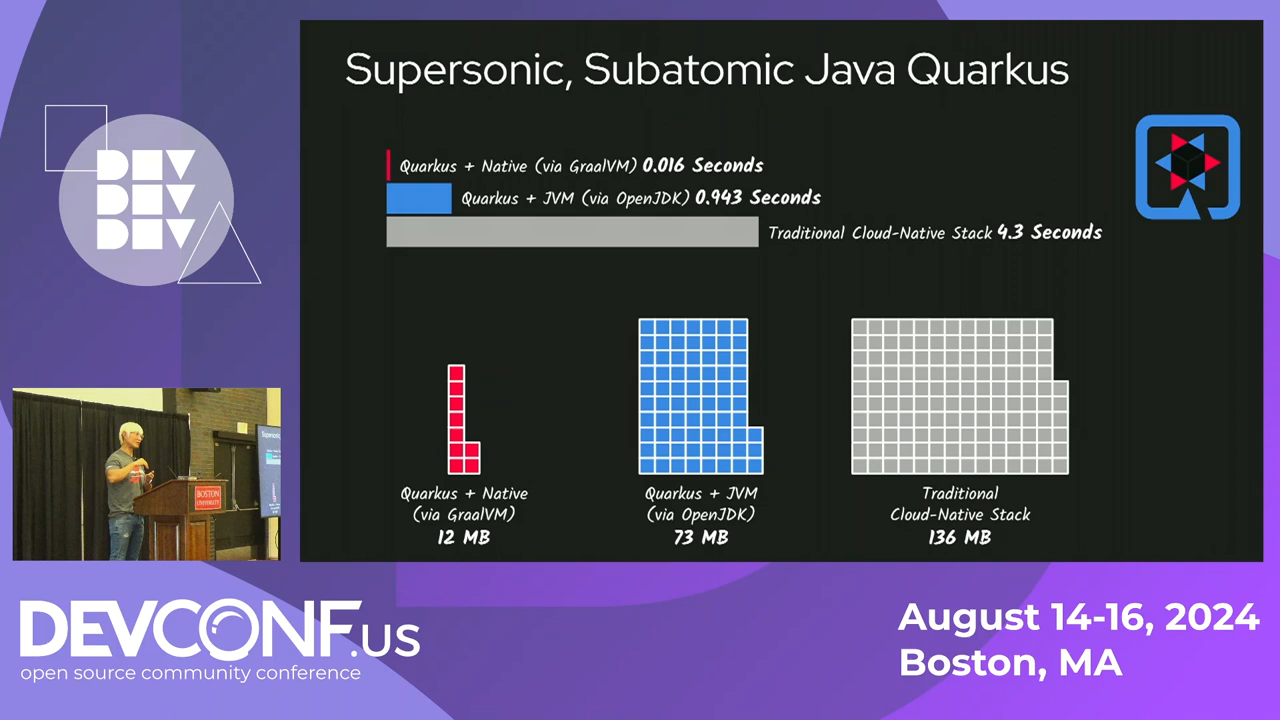 Supersonic, Subatomic Java Quarkus
Quarkus + Native (via GraalVM) 0.016 Seconds
Quarkus + JVM (via OpenJDK) 0.943 Seconds
Traditional Cloud-Native Stack 4.3 Seconds
Quarkus + Native
(via GraalVM)
12 MB
Quarkus + JVM
(via OpenJDK)
73 MB
Traditional
Cloud-Native Stack
136 MB
DEV
DEV
DEV
BOSTON
UNIVERSITY
DEVCONF.us
open source community conference
August 14-16, 2024
Boston, MA